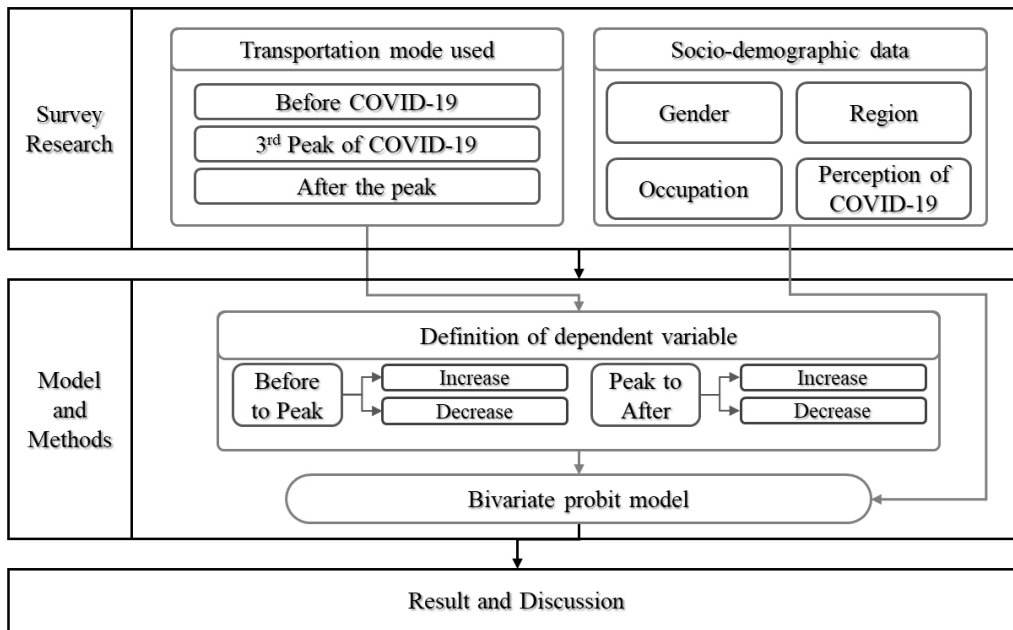 Survey
Research
Transportation mode used
Before COVID-19
3rd Peak of COVID-19
After the peak
Socio-demographic data
Gender
Region
Occupation
Perception of
COVID-19
Model
and
Methods
Definition of dependent variable
Before
to Peak
Increase
Decrease
Peak to
After
Increase
Decrease
Bivariate probit model
Result and Discussion